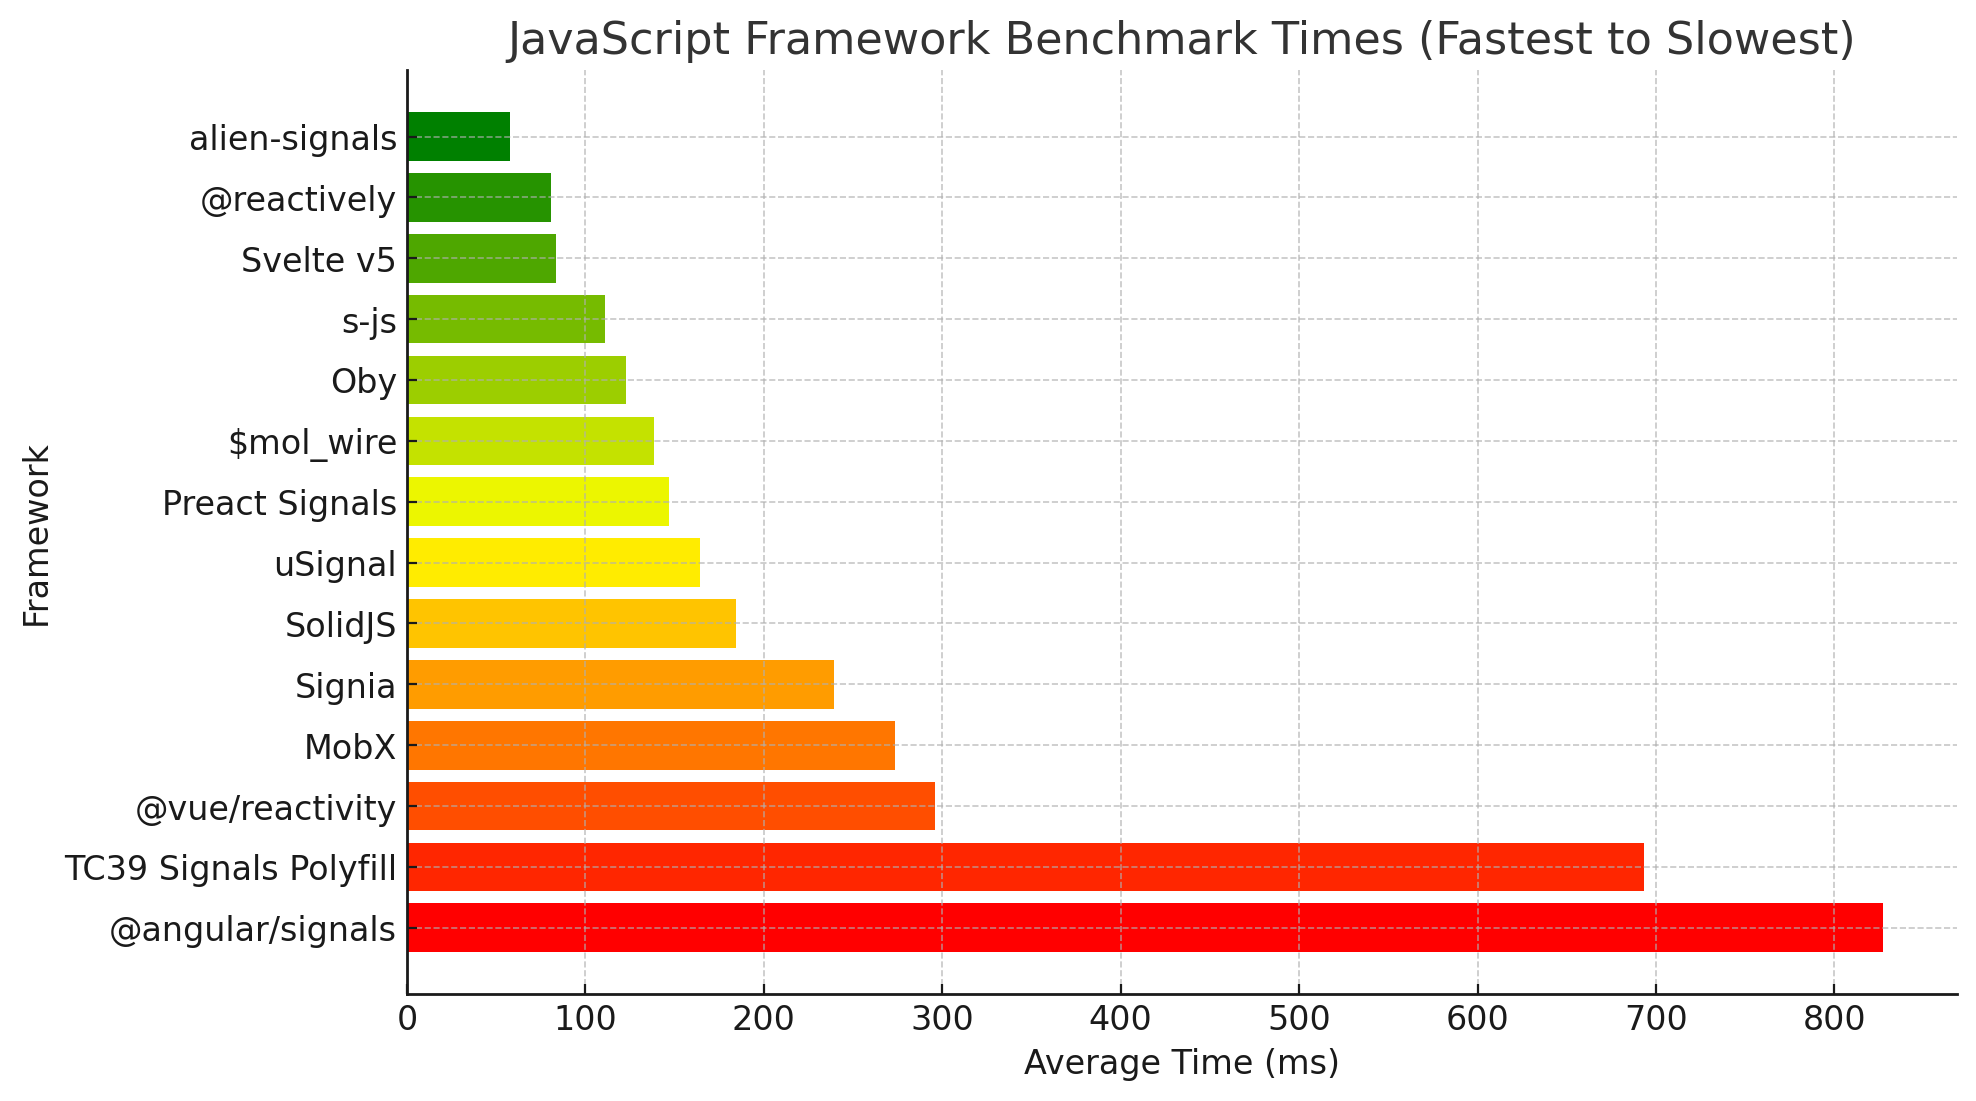 JavaScript Framework Benchmark Times (Fastest to Slowest)
alien-signals
@reactively
Svelte v5
s-js
Oby
$mol_wire
Preact Signals
uSignal
SolidJS
Signia
MobX
@vue/reactivity
TC39 Signals Polyfill
@angular/signals
Framework
0 100 200 300 400 500 600 700 800
Average Time (ms)